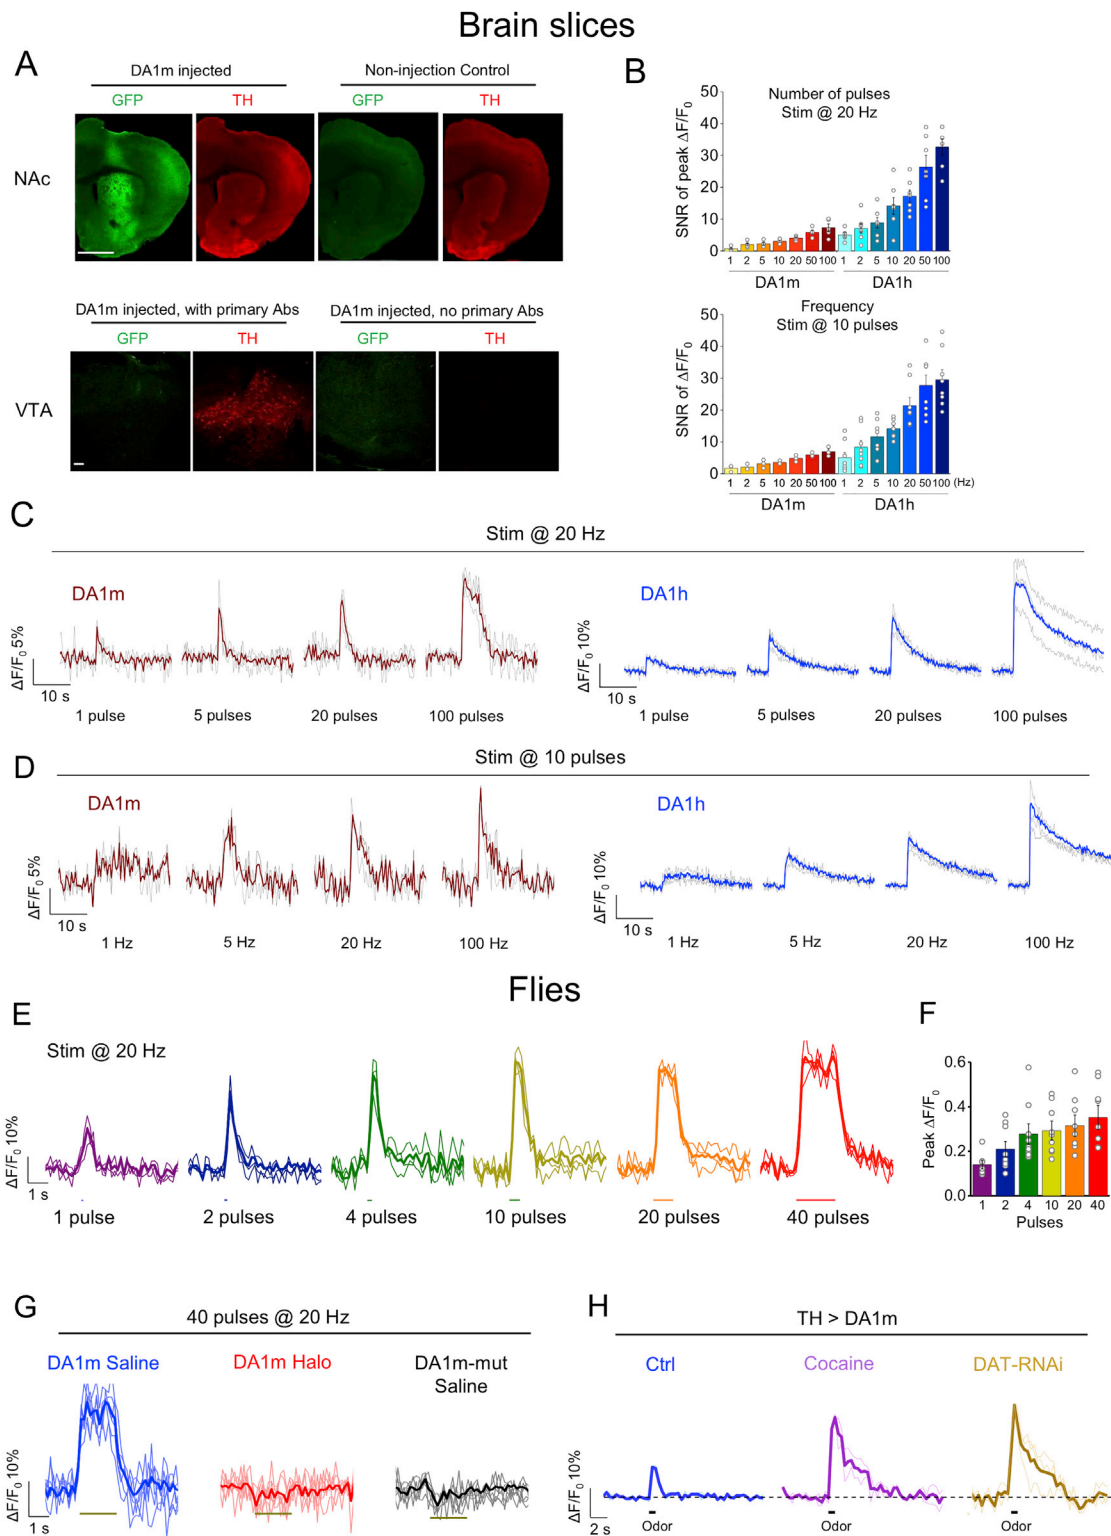 Brain slices
A
DA1m injected
Non-injection Control
GFP
TH
GFP
TH
NAc
DA1m injected, with primary Abs
DA1m injected, no primary Abs
GFP
TH
GFP
TH
VTA
B
Number of pulses
Stim @ 20 Hz
SNR of peak ΔF/F0
50
40
30
20
10
0
1 2 5 10 20 50 100 1 2 5 10 20 50 100
DA1m
DA1h
Frequency
Stim @ 10 pulses
SNR of ΔF/F0
50
40
30
20
10
0
1 2 5 10 20 50 100 1 2 5 10 20 50 100 (Hz)
DA1m
DA1h
C
Stim @ 20 Hz
DA1m
DA1h
ΔF/F0 5%
10 s
1 pulse
5 pulses
20 pulses
100 pulses
ΔF/F0 10%
10 s
1 pulse
5 pulses
20 pulses
100 pulses
D
Stim @ 10 pulses
DA1m
DA1h
ΔF/F0 5%
10 s
1 Hz
5 Hz
20 Hz
100 Hz
ΔF/F0 10%
10 s
1 Hz
5 Hz
20 Hz
100 Hz
Flies
E
Stim @ 20 Hz
ΔF/F0 10%
1 s
1 pulse
2 pulses
4 pulses
10 pulses
20 pulses
40 pulses
F
Peak ΔF/F0
0.6
0.4
0.2
0.0
1 2 4 10 20 40
Pulses
G
40 pulses @ 20 Hz
DA1m Saline
DA1m Halo
DA1m-mut
Saline
ΔF/F0 10%
1 s
H
TH > DA1m
Ctrl
Cocaine
DAT-RNAi
ΔF/F0 10%
2 s
Odor
Odor
Odor